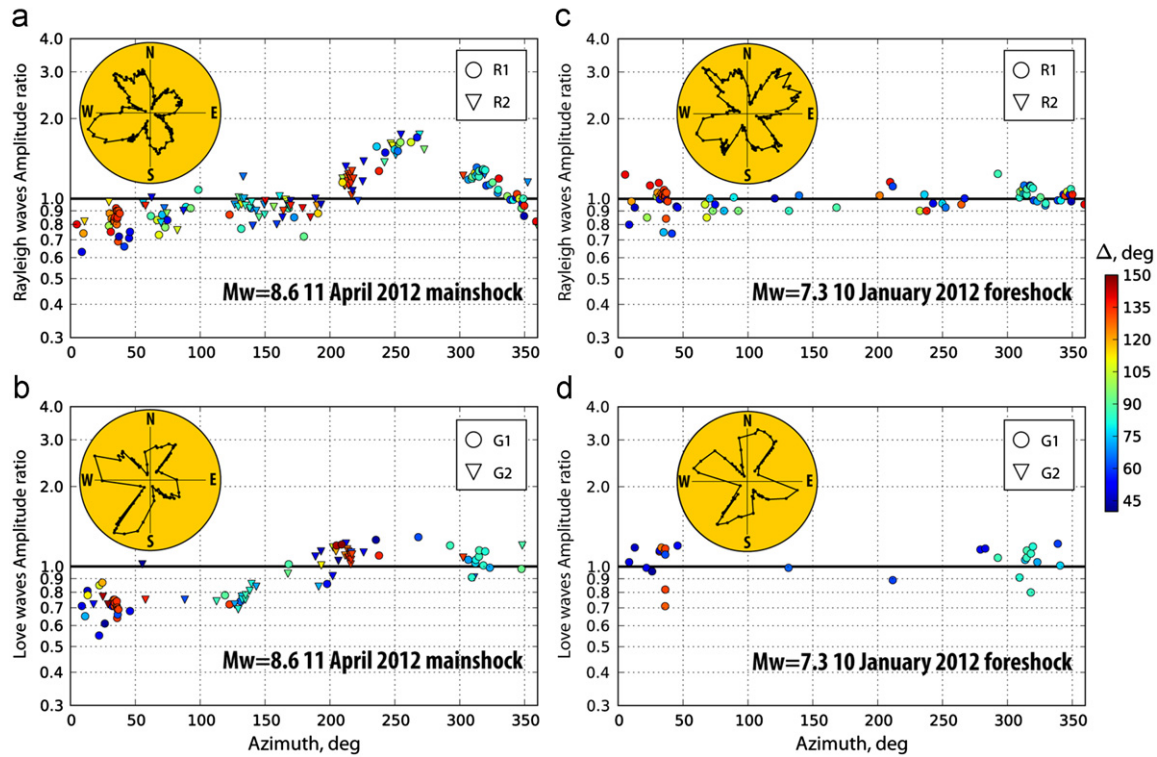 a
Rayleigh waves Amplitude ratio
4.0
3.0
2.0
1.0
0.9
0.8
0.7
0.6
0.5
0.4
0.3
N
W
E
S
R1
R2
Mw=8.6 11 April 2012 mainshock
0
50
100
150
200
250
300
350
c
Rayleigh waves Amplitude ratio
4.0
3.0
2.0
1.0
0.9
0.8
0.7
0.6
0.5
0.4
0.3
N
W
E
S
R1
R2
Mw=7.3 10 January 2012 foreshock
0
50
100
150
200
250
300
350
b
Love waves Amplitude ratio
4.0
3.0
2.0
1.0
0.9
0.8
0.7
0.6
0.5
0.4
0.3
N
W
E
S
G1
G2
Mw=8.6 11 April 2012 mainshock
0
50
100
150
200
250
300
350
Azimuth, deg
d
Love waves Amplitude ratio
4.0
3.0
2.0
1.0
0.9
0.8
0.7
0.6
0.5
0.4
0.3
N
W
E
S
G1
G2
Mw=7.3 10 January 2012 foreshock
0
50
100
150
200
250
300
350
Azimuth, deg
Δ, deg
150
135
120
105
90
75
60
45